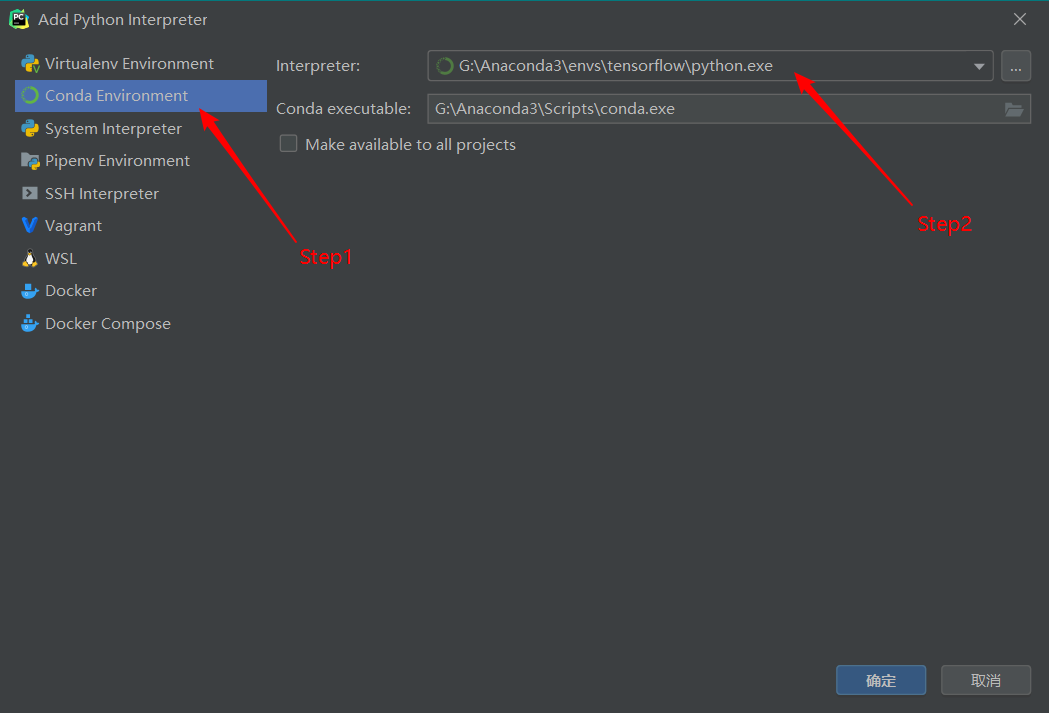 Add Python Interpreter
Virtualenv Environment
Conda Environment
System Interpreter
Pipenv Environment
SSH Interpreter
Vagrant
WSL
Docker
Docker Compose
Interpreter: G:\Anaconda3\envs\tensorflow\python.exe ...
Conda executable: G:\Anaconda3\Scripts\conda.exe
Make available to all projects
Step1
Step2
确定 取消